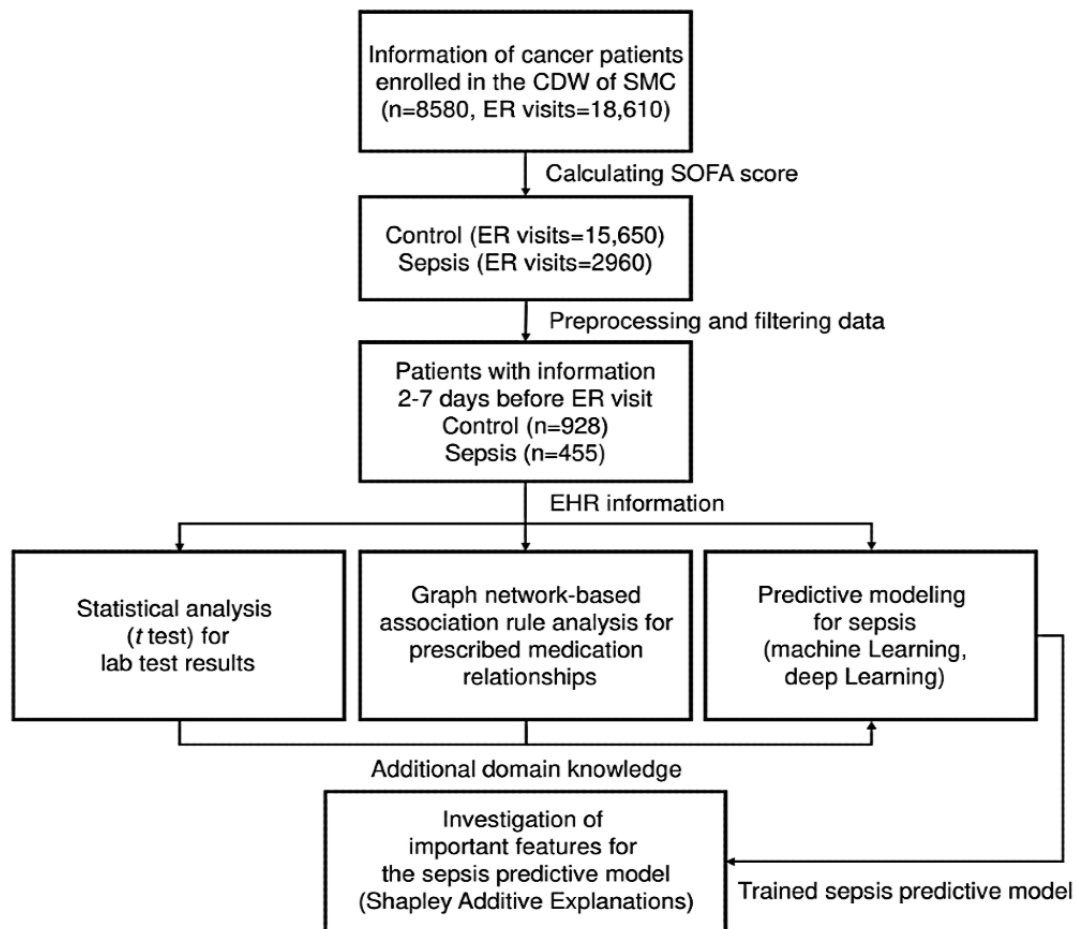 Information of cancer patients
enrolled in the CDW of SMC
(n=8580, ER visits=18,610)
Calculating SOFA score
Control (ER visits=15,650)
Sepsis (ER visits=2960)
Preprocessing and filtering data
Patients with information
2-7 days before ER visit
Control (n=928)
Sepsis (n=455)
EHR information
Statistical analysis
(t test) for
lab test results
Graph network-based
association rule analysis for
prescribed medication
relationships
Predictive modeling
for sepsis
(machine Learning,
deep Learning)
Additional domain knowledge
Investigation of
important features for
the sepsis predictive model
(Shapley Additive Explanations)
Trained sepsis predictive model